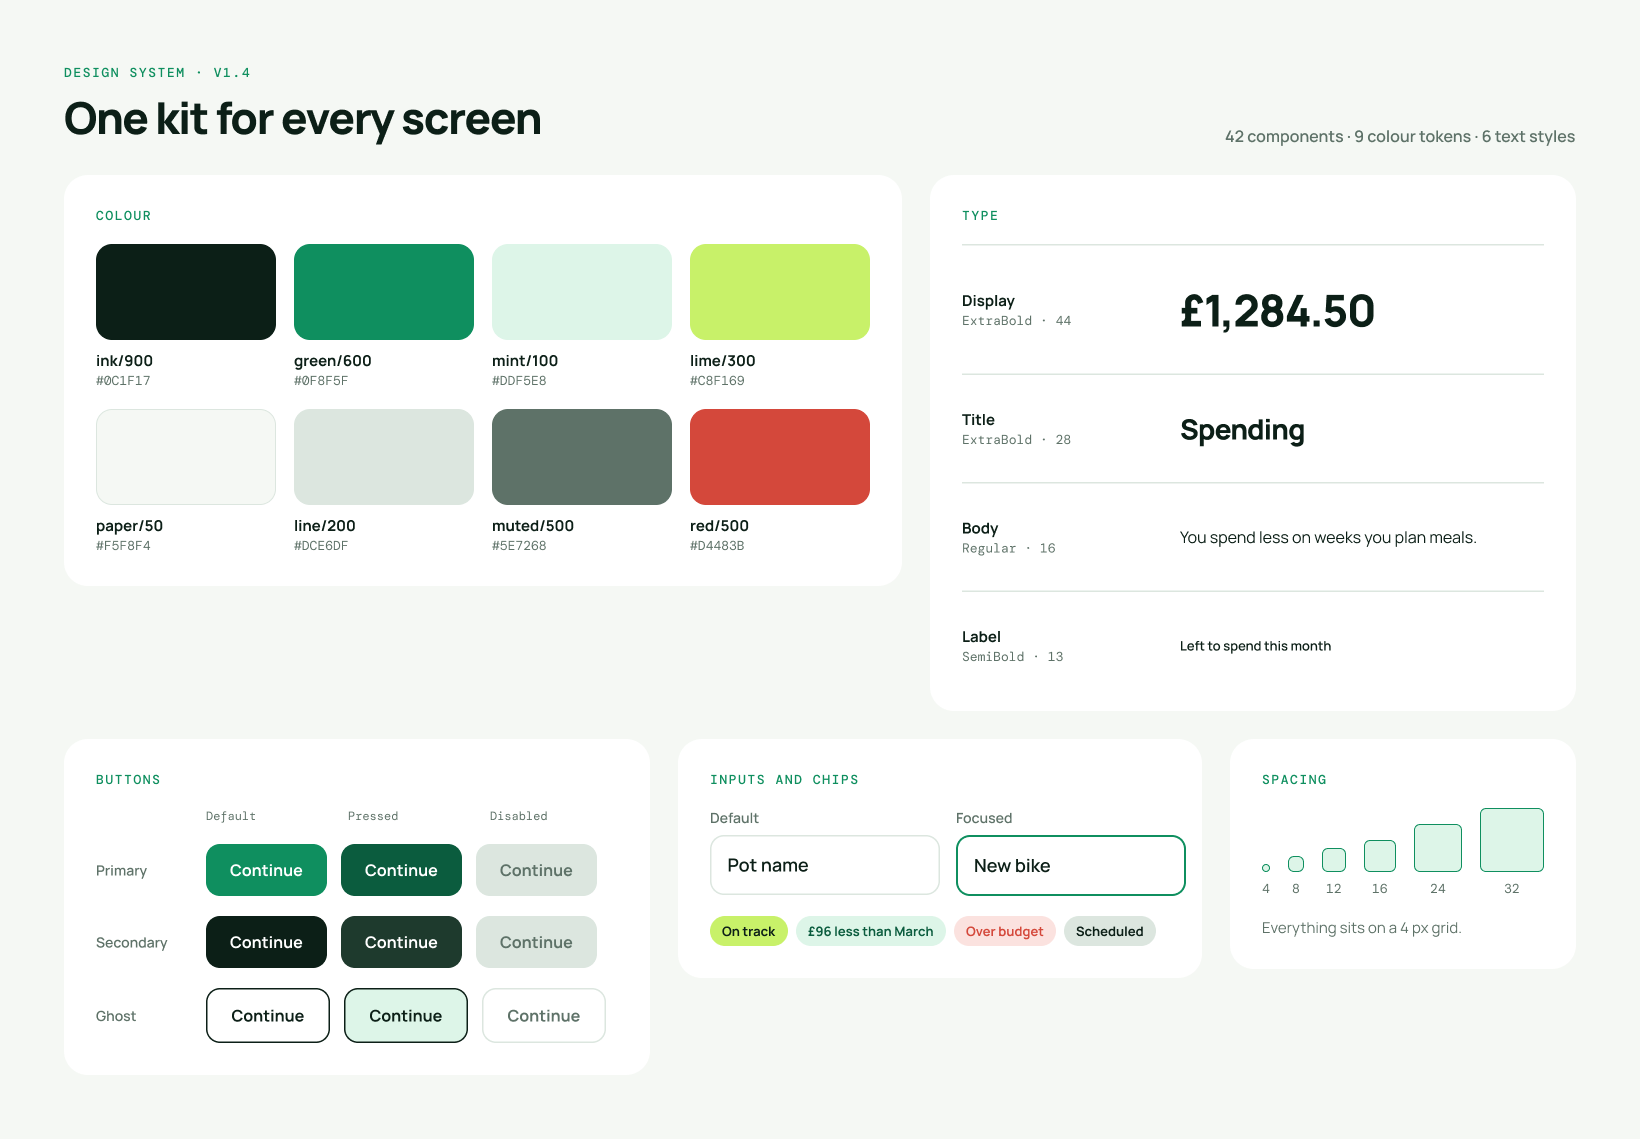 DESIGN SYSTEM · V1.4
One kit for every screen
42 components · 9 colour tokens · 6 text styles
COLOUR
ink/900
#0C1F17
green/600
#0F8F5F
mint/100
#DDF5E8
lime/300
#C8F169
paper/50
#F5F8F4
line/200
#DCE6DF
muted/500
#5E7268
red/500
#D4483B
TYPE
Display
ExtraBold · 44
£1,284.50
Title
ExtraBold · 28
Spending
Body
Regular · 16
You spend less on weeks you plan meals.
Label
SemiBold · 13
Left to spend this month
BUTTONS
Default Pressed Disabled
Primary Continue Continue Continue
Secondary Continue Continue Continue
Ghost Continue Continue Continue
INPUTS AND CHIPS
Default
Pot name
Focused
New bike
On track £96 less than March Over budget Scheduled
SPACING
4 8 12 16 24 32
Everything sits on a 4 px grid.